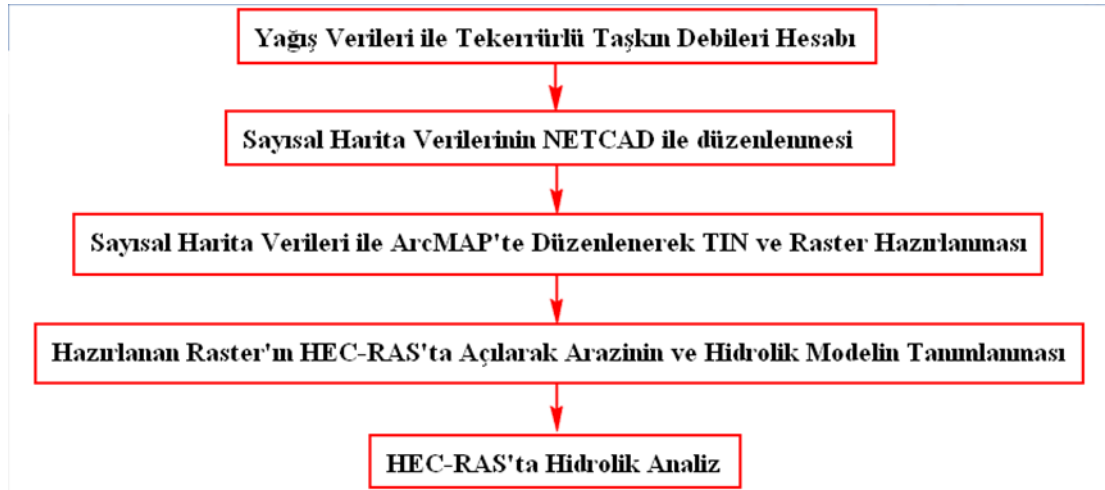 Yağış Verileri ile Tekerrürlü Taşkın Debileri Hesabı
Sayısal Harita Verilerinin NETCAD ile düzenlenmesi
Sayısal Harita Verileri ile ArcMAP'te Düzenlenerek TIN ve Raster Hazırlanması
Hazırlanan Raster'ın HEC-RAS'ta Açılarak Arazinin ve Hidrolik Modelin Tanımlanması
HEC-RAS'ta Hidrolik Analiz